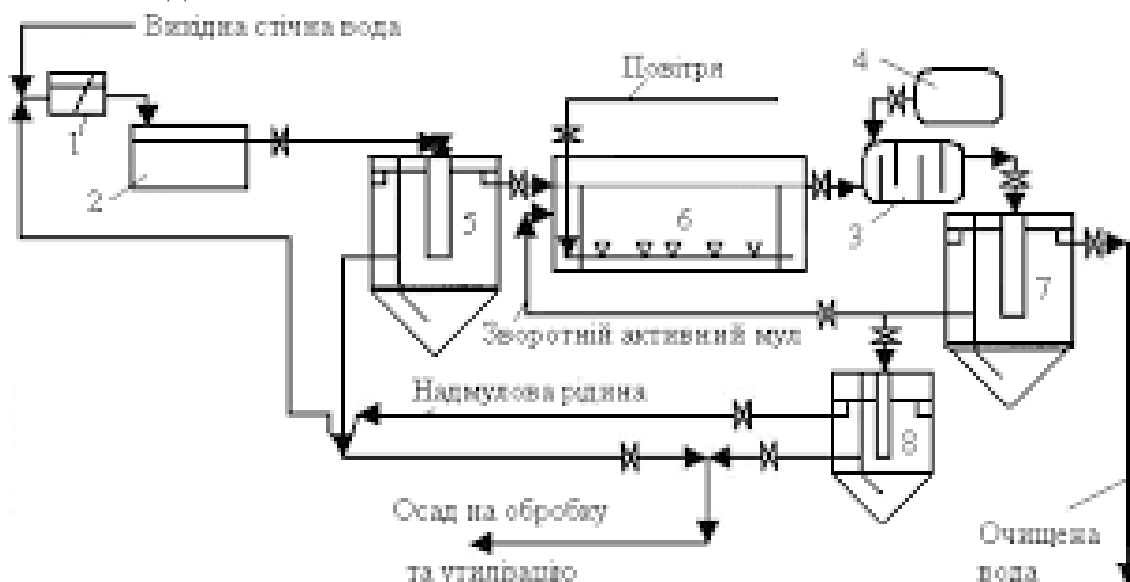 Вихідна стічна вода
Повітря
4
1
2
3
5
6
7
Зворотній активний мул
Надмулова рідина
8
Осад на обробку
та утилізацію
Очищена
вода